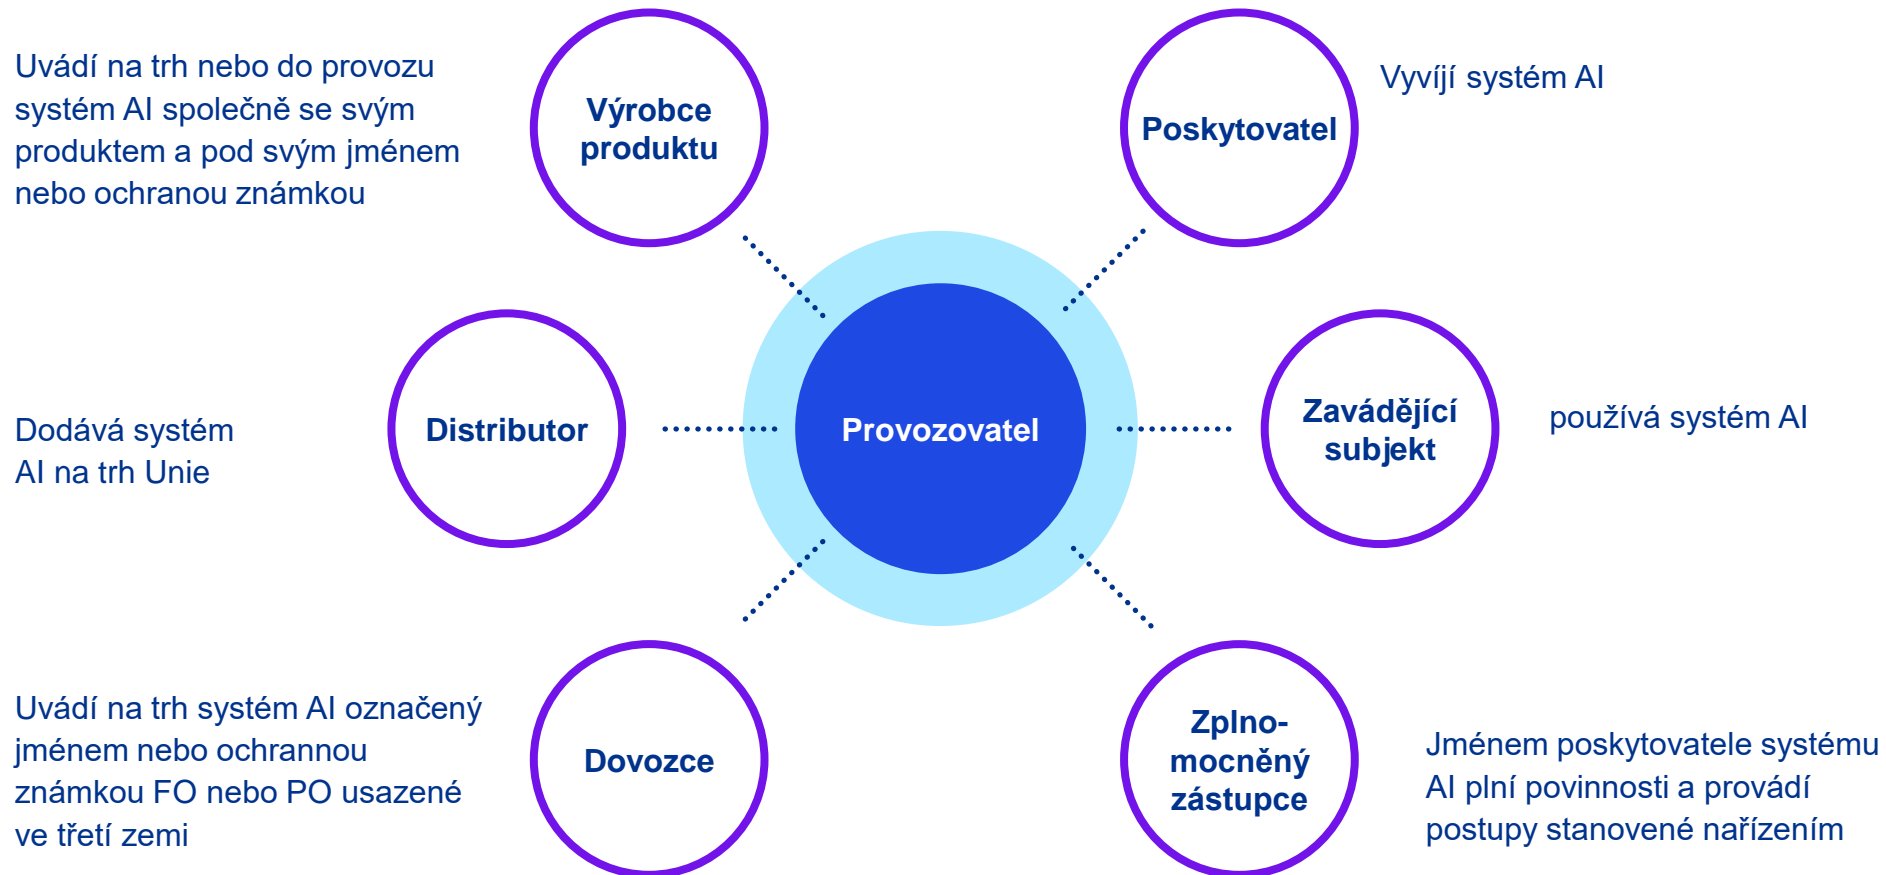 Uvádí na trh nebo do provozu
systém AI společně se svým
produktem a pod svým jménem
nebo ochranou známkou
Výrobce
produktu
Poskytovatel
Vyvíjí systém AI
Dodává systém
AI na trh Unie
Distributor
Provozovatel
Zavádějící
subjekt
používá systém AI
Uvádí na trh systém AI označený
jménem nebo ochrannou
známkou FO nebo PO usazené
ve třetí zemi
Dovozce
Zplno-
mocněný
zástupce
Jménem poskytovatele systému
AI plní povinnosti a provádí
postupy stanovené nařízením